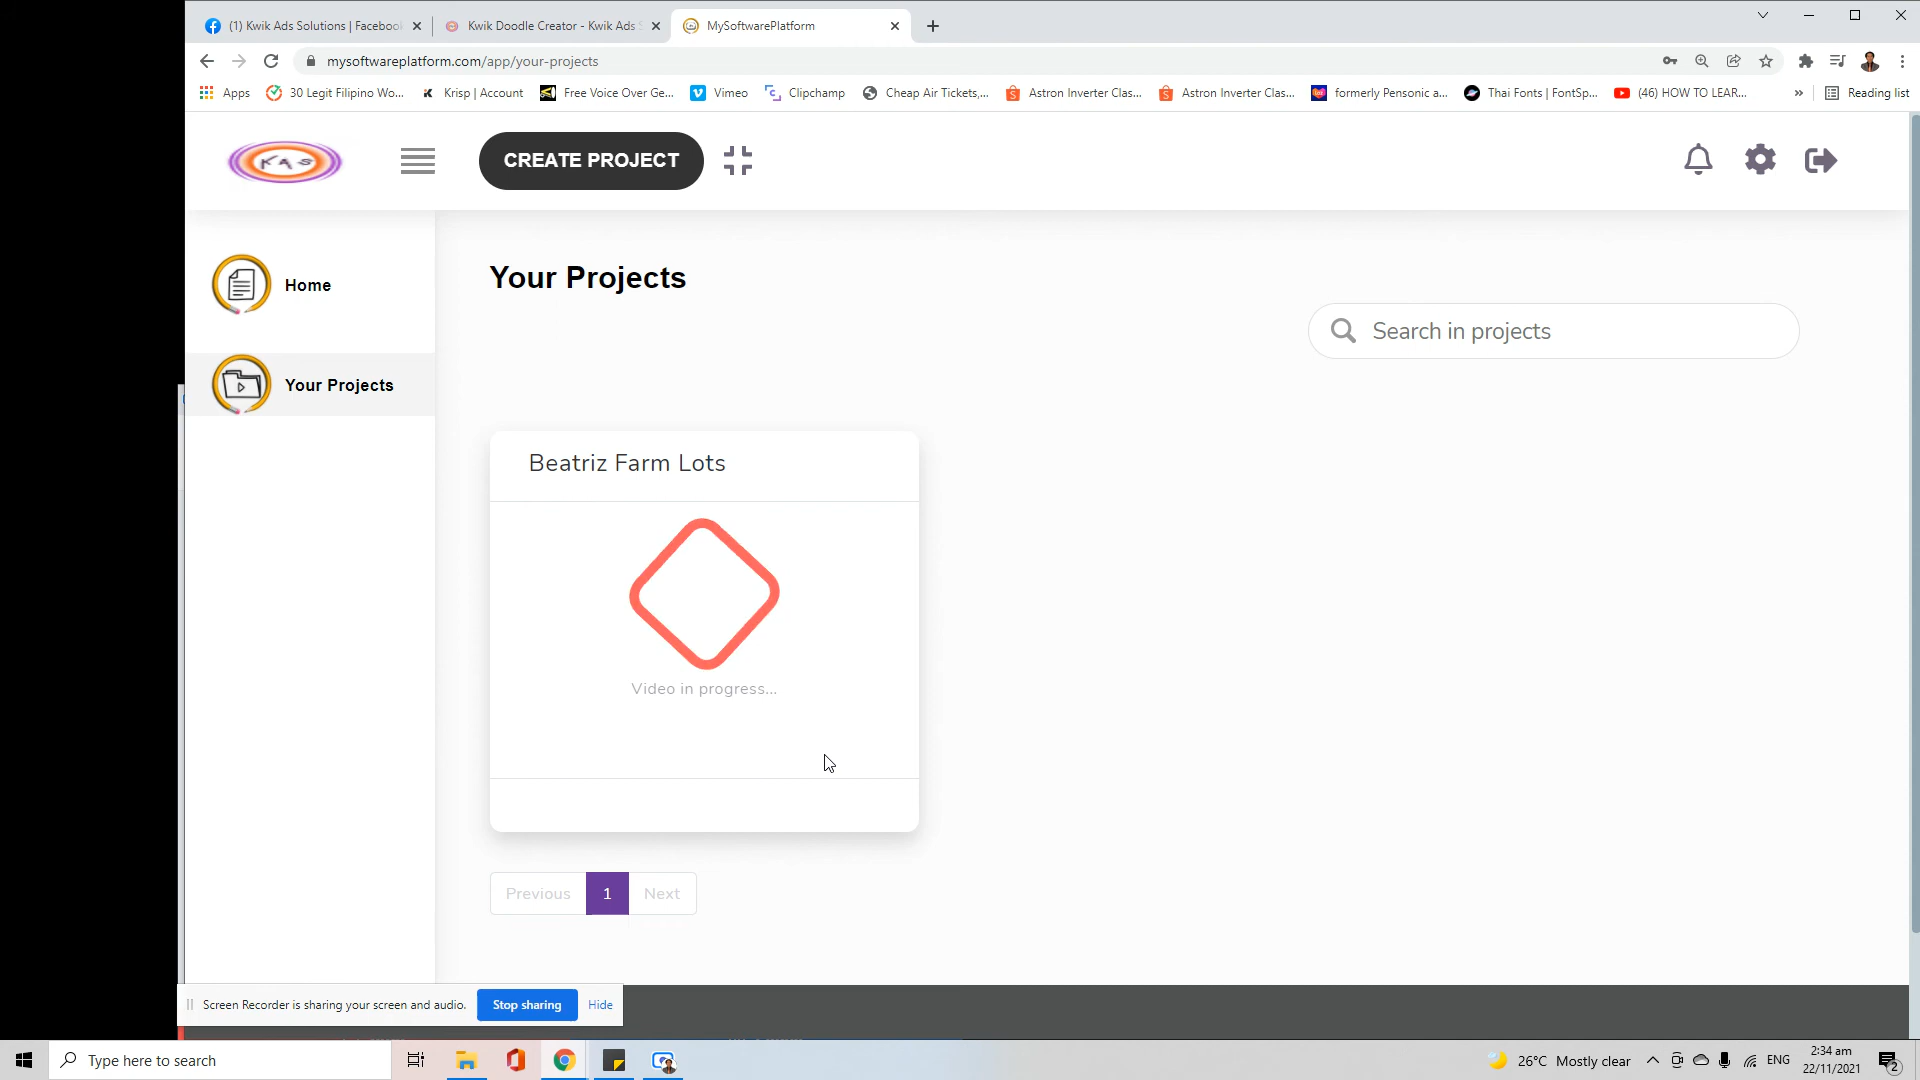 (1) Kwik Ads Solutions | Facebook
Kwik Doodle Creator - Kwik Ads S
MySoftwarePlatform
mysoftwareplatform.com/app/your-projects
Apps
30 Legit Filipino Wo...
Krisp | Account
Free Voice Over Ge...
Vimeo
Clipchamp
Cheap Air Tickets,...
Astron Inverter Clas...
Astron Inverter Clas...
formerly Pensonic a...
Thai Fonts | FontSp...
(46) HOW TO LEAR...
»
Reading list
KAS
CREATE PROJECT
Home
Your Projects
Your Projects
Search in projects
Beatriz Farm Lots
Video in progress...
Previous
1
Next
Screen Recorder is sharing your screen and audio.
Stop sharing
Hide
Type here to search
26°C Mostly clear
ENG
2:34 am
22/11/2021
2